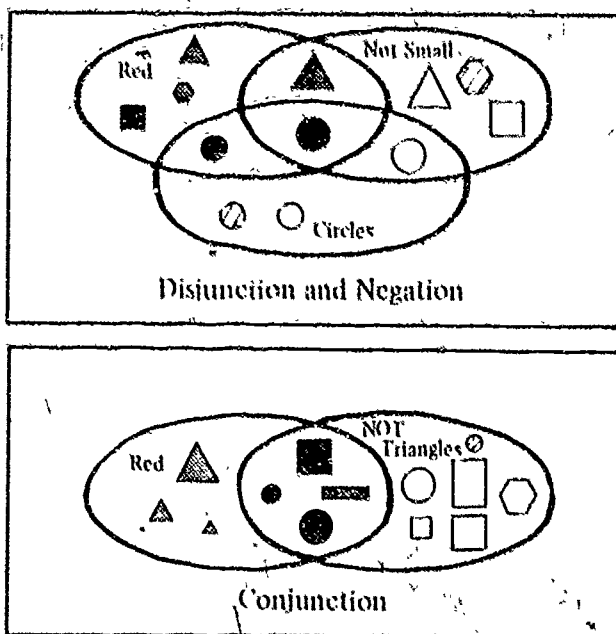 Red
Not Small
Circles
Disjunction and Negation
Red
NOT
Triangles
Conjunction